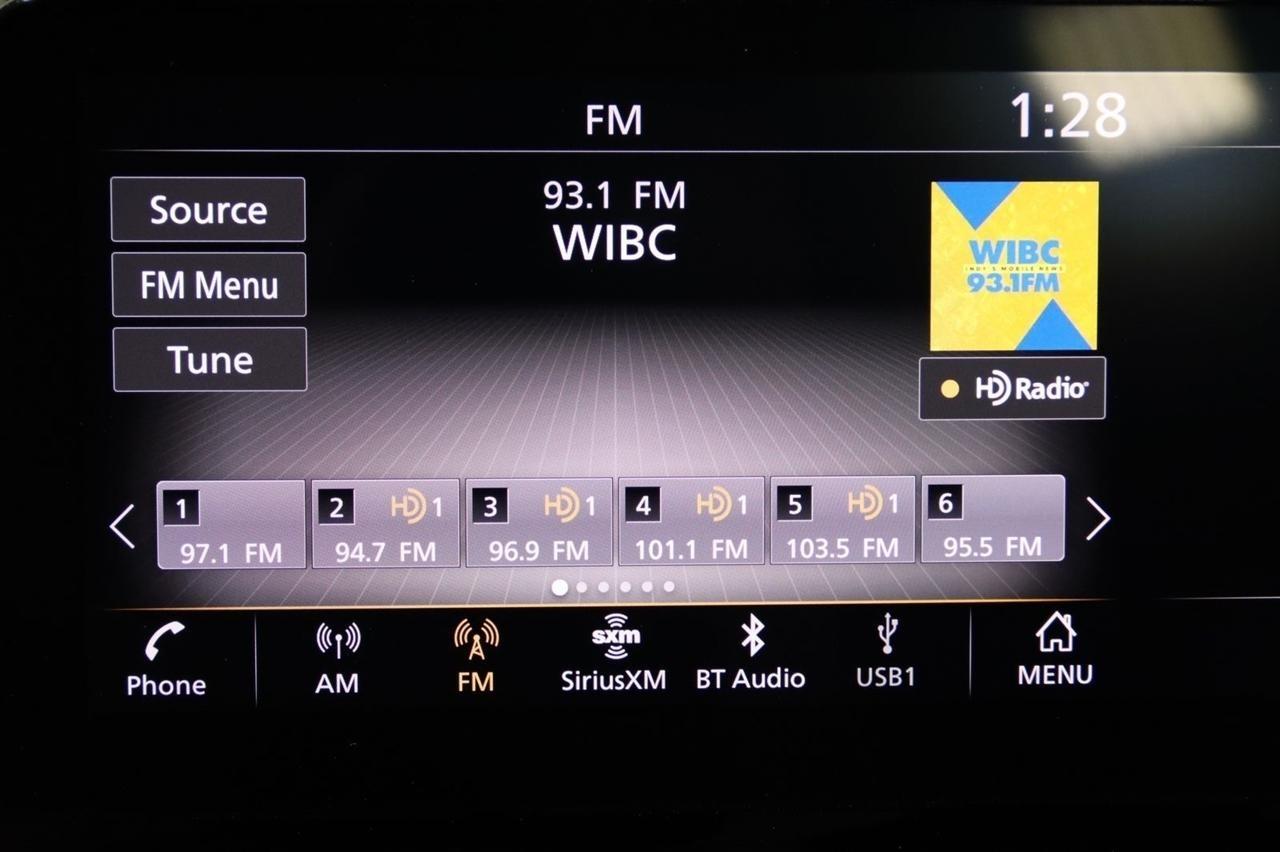 FM
1:28
Source
FM Menu
Tune
93.1 FM
WIBC
WIBC
INDY'S MOBILE NEWS
93.1FM
HD Radio®
1
97.1 FM
2 HD 1
94.7 FM
3 HD 1
96.9 FM
4 HD 1
101.1 FM
5 HD 1
103.5 FM
6
95.5 FM
Phone
AM
FM
sxm
SiriusXM
BT Audio
USB1
MENU